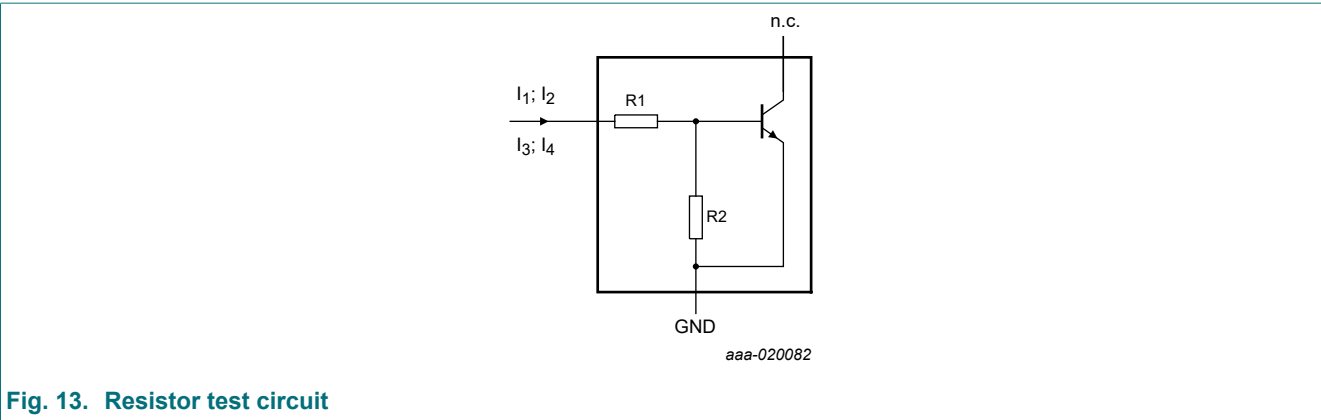 n.c.
I1; I2
R1
I3; I4
R2
GND
aaa-020082
Fig. 13. Resistor test circuit